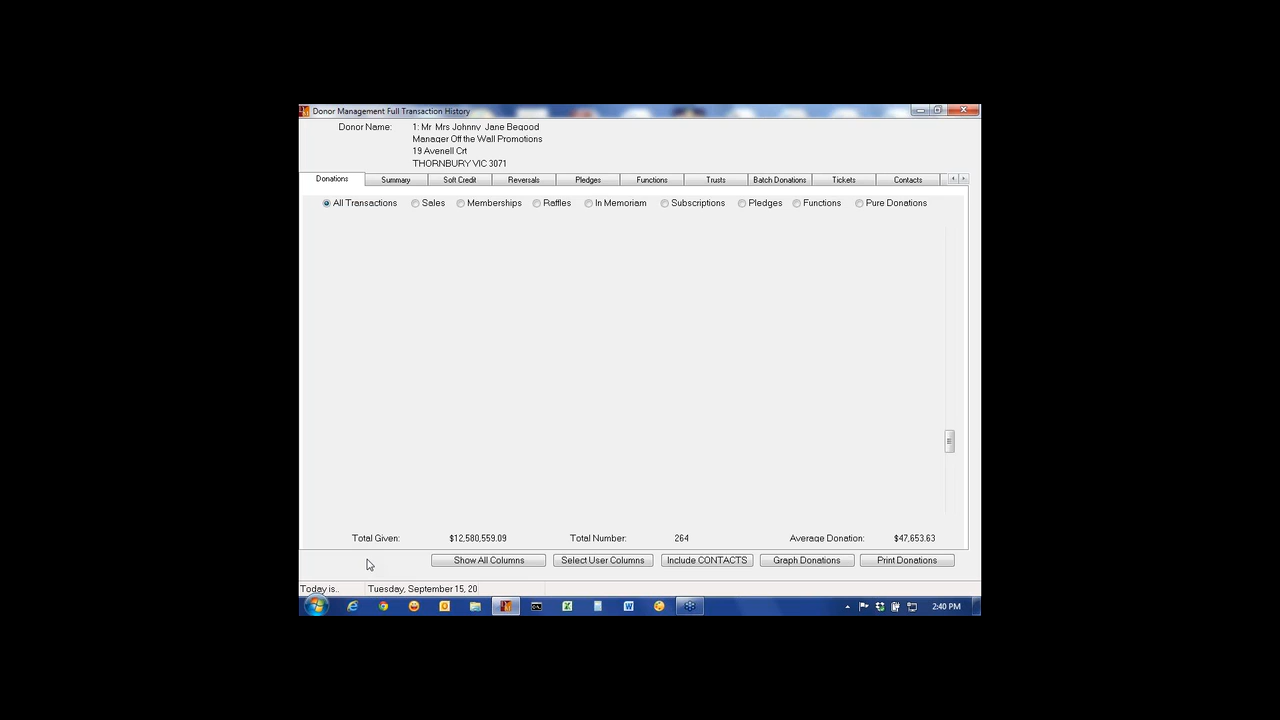 Donor Management Full Transaction History
Donor Name: 1: Mr Mrs Johnny Jane Begood
Manager Off the Wall Promotions
19 Avenell Crt
THORNBURY VIC 3071
Donations Summary Soft Credit Reversals Pledges Functions Trusts Batch Donations Tickets Contacts
All Transactions Sales Memberships Raffles In Memoriam Subscriptions Pledges Functions Pure Donations
Total Given: $12,580,559.09 Total Number: 264 Average Donation: $47,653.63
Show All Columns Select User Columns Include CONTACTS Graph Donations Print Donations
Today is.. Tuesday, September 15, 20
2:40 PM